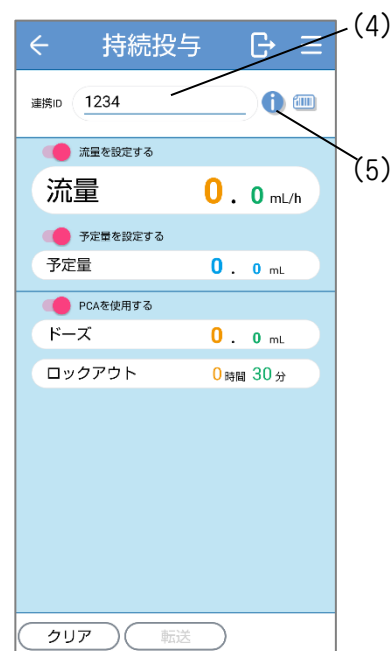 持続投与
(4)
連携ID 1234
(5)
流量を設定する
流量 0. 0 mL/h
予定量を設定する
予定量 0. 0 mL
PCAを使用する
ドーズ 0. 0 mL
ロックアウト 0時間 30分
クリア 転送